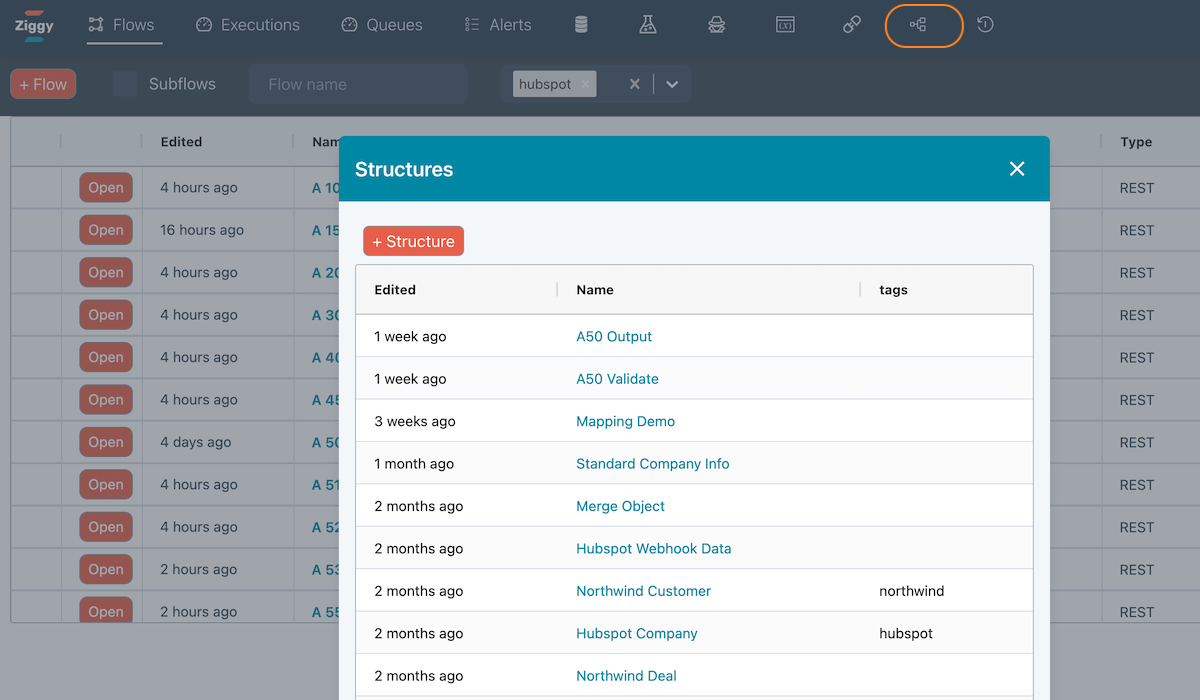 Ziggy Flows Executions Queues Alerts
+ Flow Subflows Flow name hubspot
Edited Nam Type
Open 4 hours ago A 10 REST
Open 16 hours ago A 15 REST
Open 4 hours ago A 20 REST
Open 4 hours ago A 30 REST
Open 4 hours ago A 40 REST
Open 4 hours ago A 45 REST
Open 4 days ago A 50 REST
Open 4 hours ago A 51 REST
Open 4 hours ago A 52 REST
Open 2 hours ago A 53 REST
Open 2 hours ago A 55 REST
Structures
+ Structure
Edited Name tags
1 week ago A50 Output
1 week ago A50 Validate
3 weeks ago Mapping Demo
1 month ago Standard Company Info
2 months ago Merge Object
2 months ago Hubspot Webhook Data
2 months ago Northwind Customer northwind
2 months ago Hubspot Company hubspot
2 months ago Northwind Deal